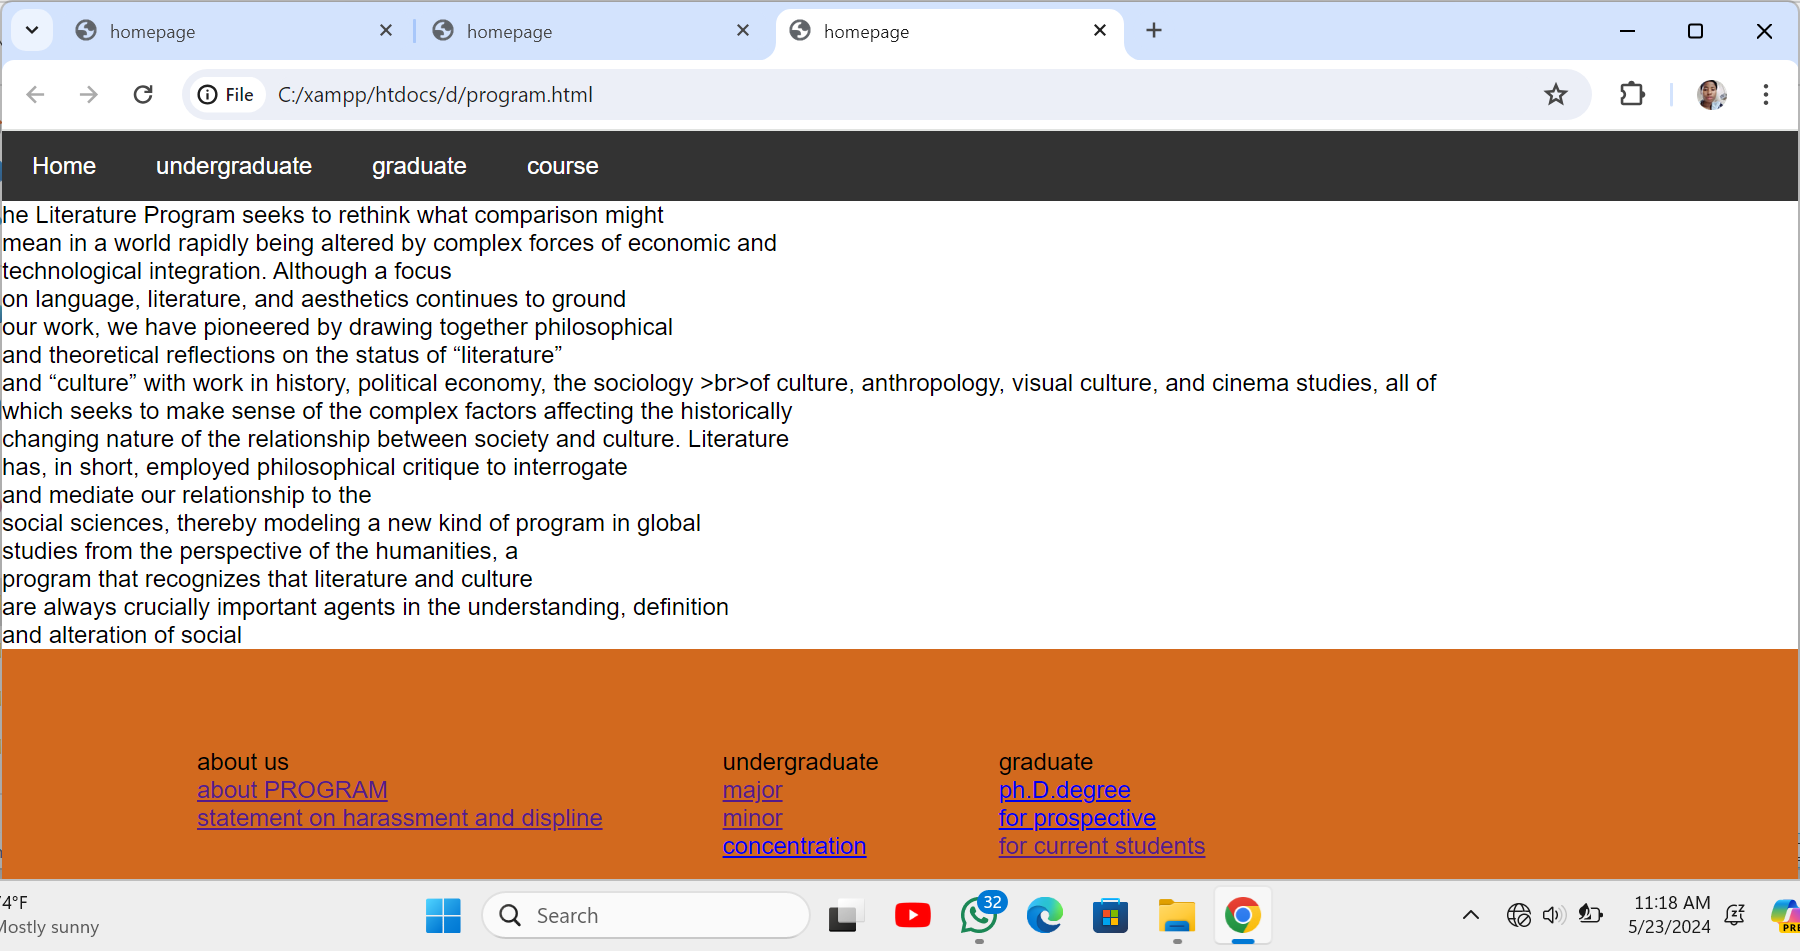 homepage homepage homepage
File C:/xampp/htdocs/d/program.html
Home undergraduate graduate course
he Literature Program seeks to rethink what comparison might
mean in a world rapidly being altered by complex forces of economic and
technological integration. Although a focus
on language, literature, and aesthetics continues to ground
our work, we have pioneered by drawing together philosophical
and theoretical reflections on the status of “literature”
and “culture” with work in history, political economy, the sociology >br>of culture, anthropology, visual culture, and cinema studies, all of
which seeks to make sense of the complex factors affecting the historically
changing nature of the relationship between society and culture. Literature
has, in short, employed philosophical critique to interrogate
and mediate our relationship to the
social sciences, thereby modeling a new kind of program in global
studies from the perspective of the humanities, a
program that recognizes that literature and culture
are always crucially important agents in the understanding, definition
and alteration of social
about us undergraduate graduate
about PROGRAM major ph.D.degree
statement on harassment and displine minor for prospective
concentration for current students
4°F 32 11:18 AM
Mostly sunny Search 5/23/2024 PRE